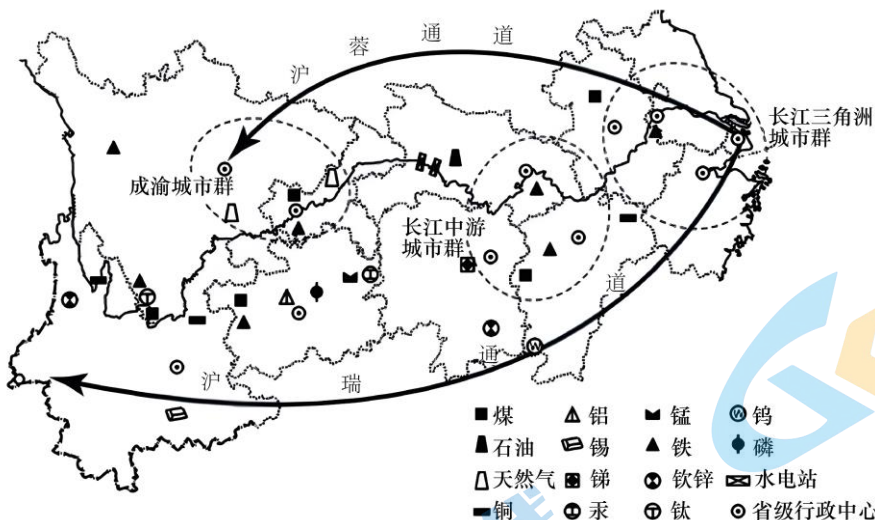 沪蓉通道
长江三角洲
城市群
成渝城市群
长江中游
城市群
沪瑞通道
煤 铝 锰 钨
石油 锡 铁 磷
天然气 锑 钦锌 水电站
铜 汞 钛 省级行政中心